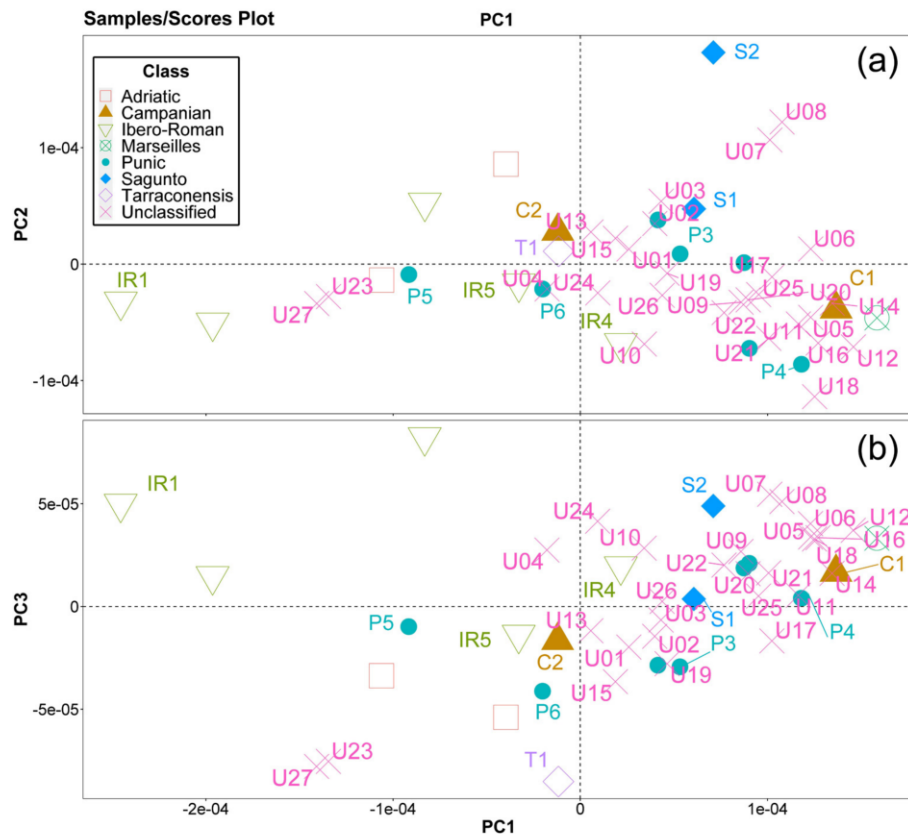 Samples/Scores Plot
PC1
(a)
Class
Adriatic
Campanian
Ibero-Roman
Marseilles
Punic
Sagunto
Tarraconensis
Unclassified
PC2
1e-04
0
-1e-04
S2
U08
U07
U03
S1
U02
C2
U13
P3
T1
U15
U01
U06
U17
C1
IR1
U23
U27
P5
IR5
U04
U24
P6
U19
U26
U09
U25
U20
U14
IR4
U10
U22
U11
U05
U21
U16
U12
P4
U18
(b)
PC3
5e-05
0
-5e-05
IR1
S2
U07
U08
U24
U10
U04
U05
U06
U12
U09
U16
U22
U18
C1
IR4
U20
U21
U14
U26
U03
S1
U25
U11
P5
IR5
U13
C2
U01
U02
P3
U17
P4
U15
U19
P6
U23
U27
T1
-2e-04
-1e-04
0
1e-04
PC1